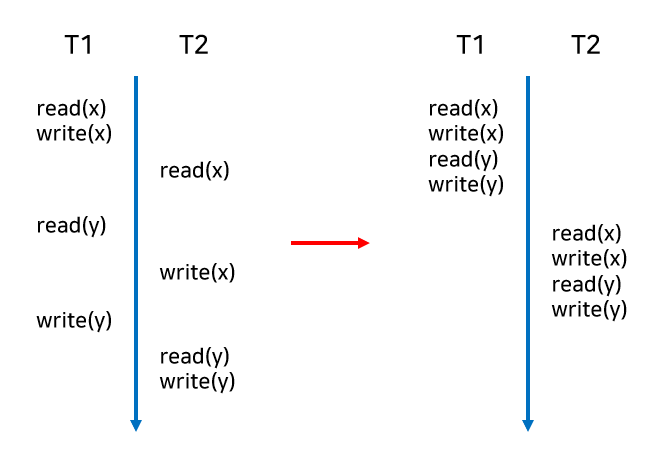 T1
T2
read(x)
write(x)
read(x)
read(y)
write(x)
write(y)
read(y)
write(y)
T1
T2
read(x)
write(x)
read(y)
write(y)
read(x)
write(x)
read(y)
write(y)